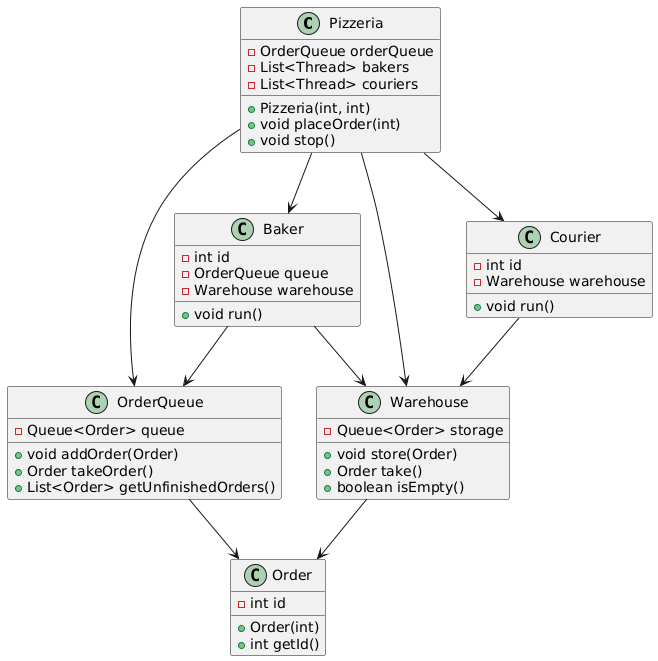 C Pizzeria
OrderQueue orderQueue
List<Thread> bakers
List<Thread> couriers
Pizzeria(int, int)
void placeOrder(int)
void stop()
C Baker
int id
OrderQueue queue
Warehouse warehouse
void run()
C Courier
int id
Warehouse warehouse
void run()
C OrderQueue
Queue<Order> queue
void addOrder(Order)
Order takeOrder()
List<Order> getUnfinishedOrders()
C Warehouse
Queue<Order> storage
void store(Order)
Order take()
boolean isEmpty()
C Order
int id
Order(int)
int getId()